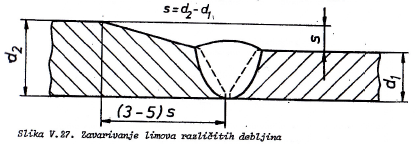 s = d₂-d₁
d₂
s
d₁
(3-5) s
Slika V.27. Zavarivanje limova različitih debljina